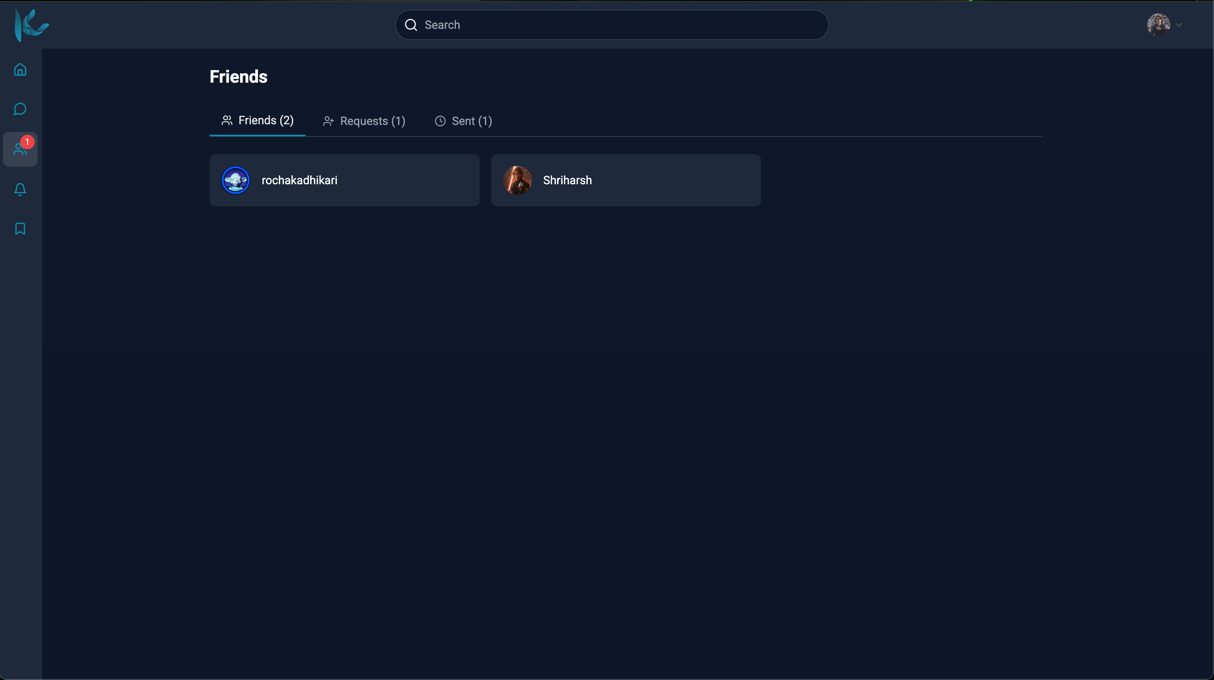 Search
1
Friends
Friends (2) Requests (1) Sent (1)
rochakadhikari Shriharsh